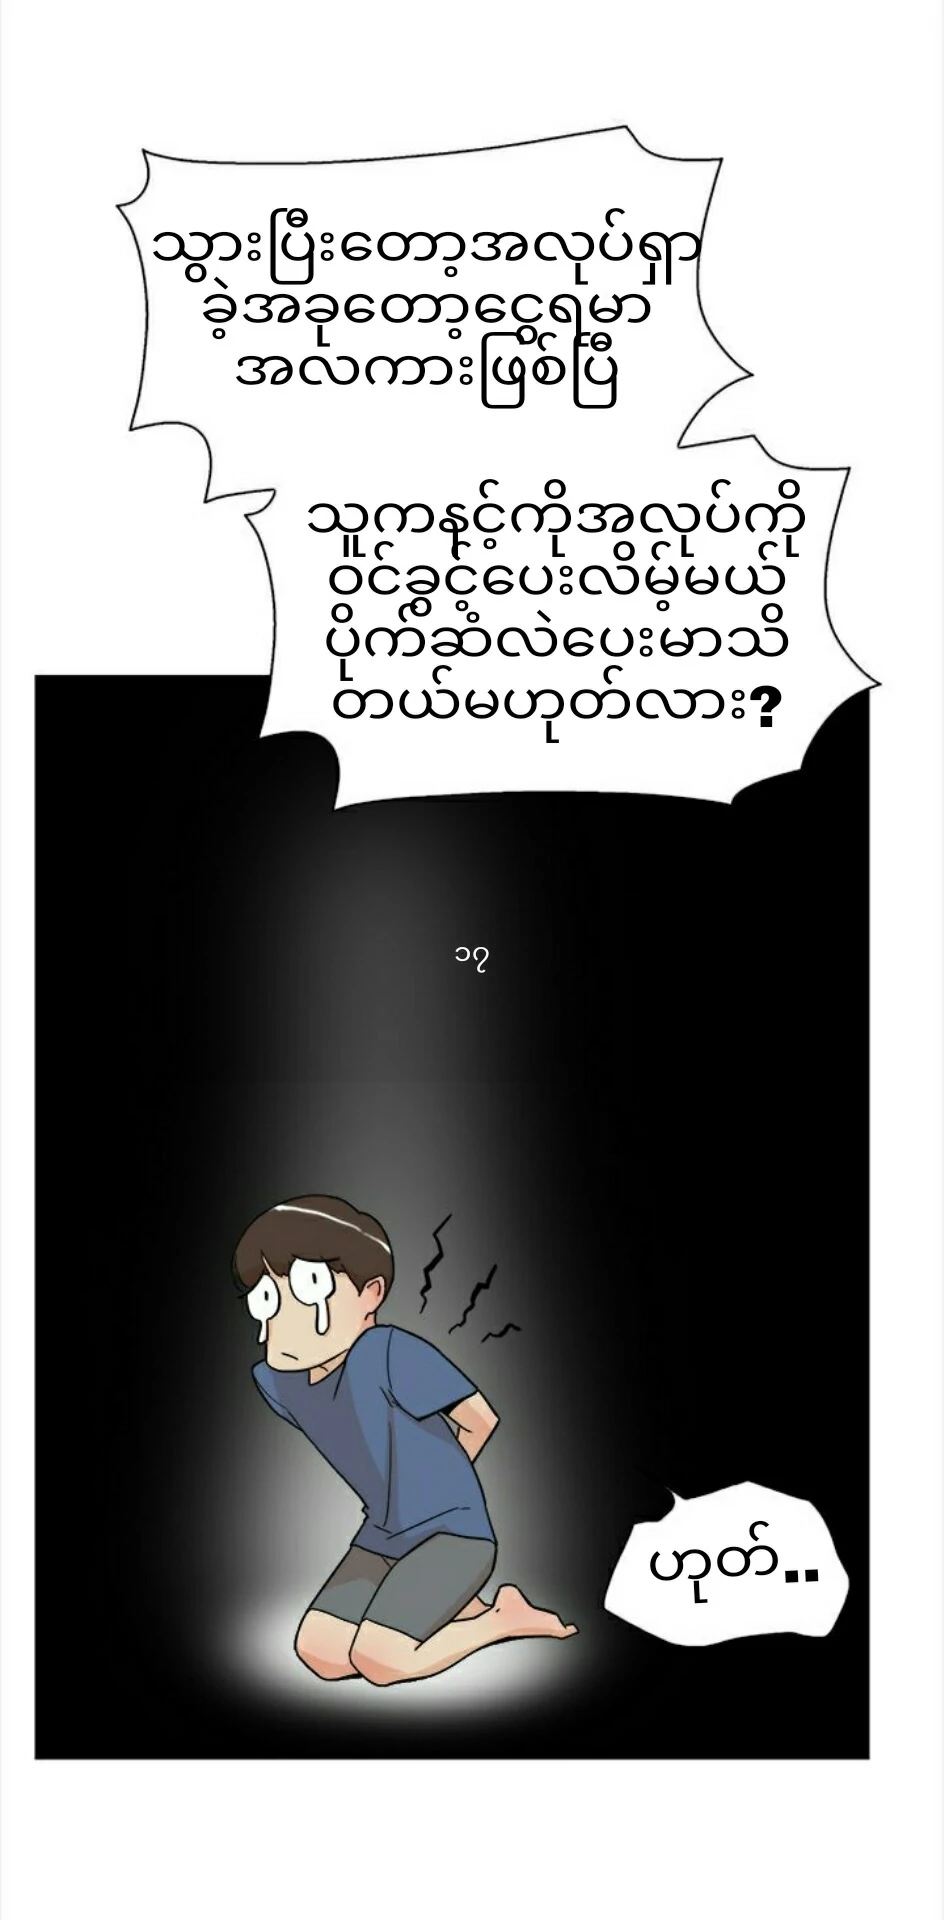 သွားပြီးတော့အလုပ်ရှာ
ခဲ့အခုတော့ငွေရမာ
အလကားဖြစ်ပြီ
သူကနင့်ကိုအလုပ်ကို
ဝင်ခွင့်ပေးလိမ့်မယ်
ပိုက်ဆံလဲပေးမာသိ
တယ်မဟုတ်လား?
၁၇
ဟုတ်..